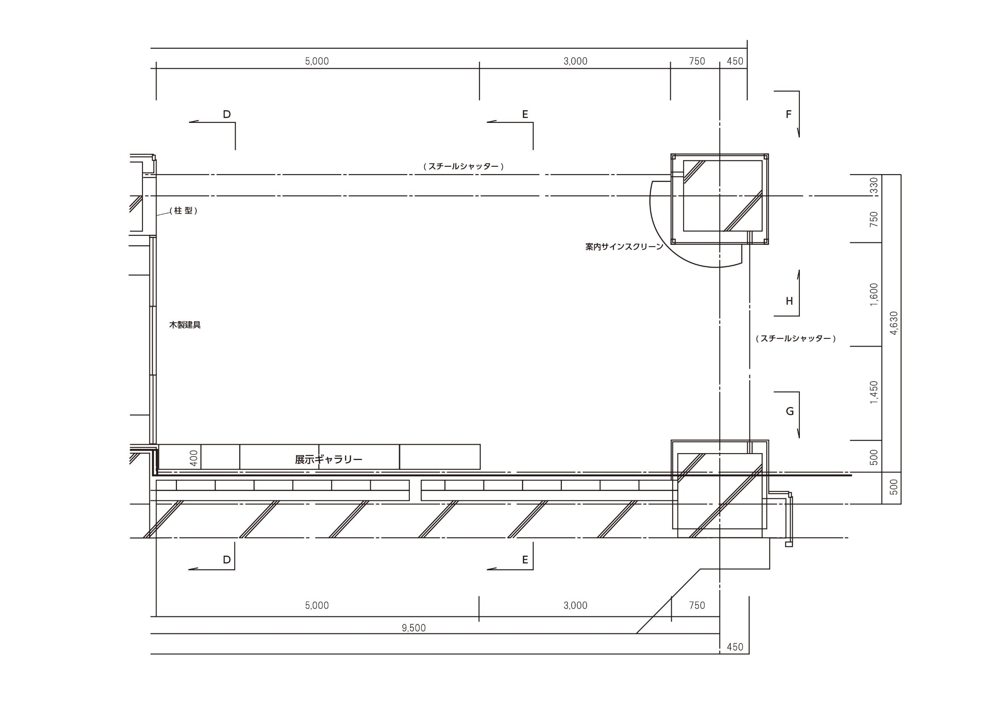 5,000 3,000 750 450
D E F
(スチールシャッター)
330
(柱型)
750
案内サインスクリーン
1,600
H
4,630
木製建具
(スチールシャッター)
1,450
G
400
展示ギャラリー
500
500
D E
5,000 3,000 750
9,500
450